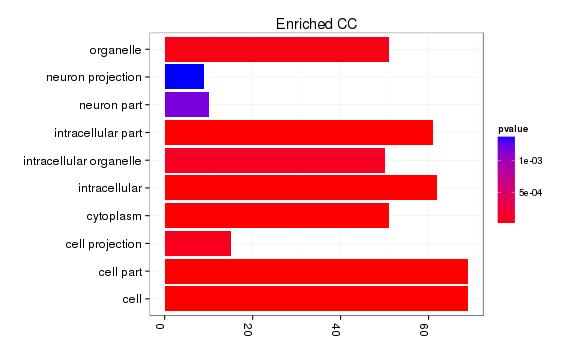 Enriched CC
organelle
neuron projection
neuron part
intracellular part
intracellular organelle
intracellular
cytoplasm
cell projection
cell part
cell
0
20
40
60
pvalue
1e-03
5e-04